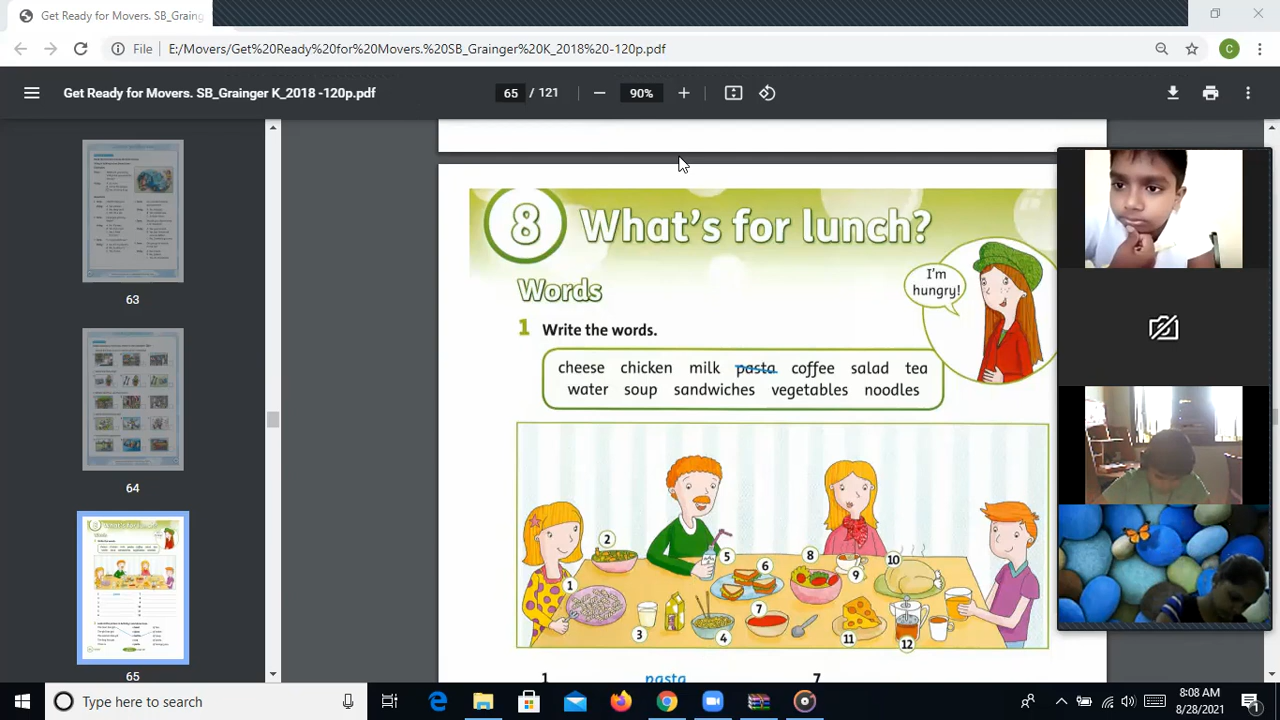 Get Ready for Movers. SB_Graing
File E:/Movers/Get%20Ready%20for%20Movers.%20SB_Grainger%20K_2018%20-120p.pdf
C
Get Ready for Movers. SB_Grainger K_2018 -120p.pdf
65 / 121
90%
63
64
65
8 What's for lunch?
I'm
hungry!
Words
1 Write the words.
cheese chicken milk pasta coffee salad tea
water soup sandwiches vegetables noodles
1
2
3
4
5
6
7
8
9
10
11
12
1 pasta 7
Type here to search
8:08 AM
8/28/2021
1